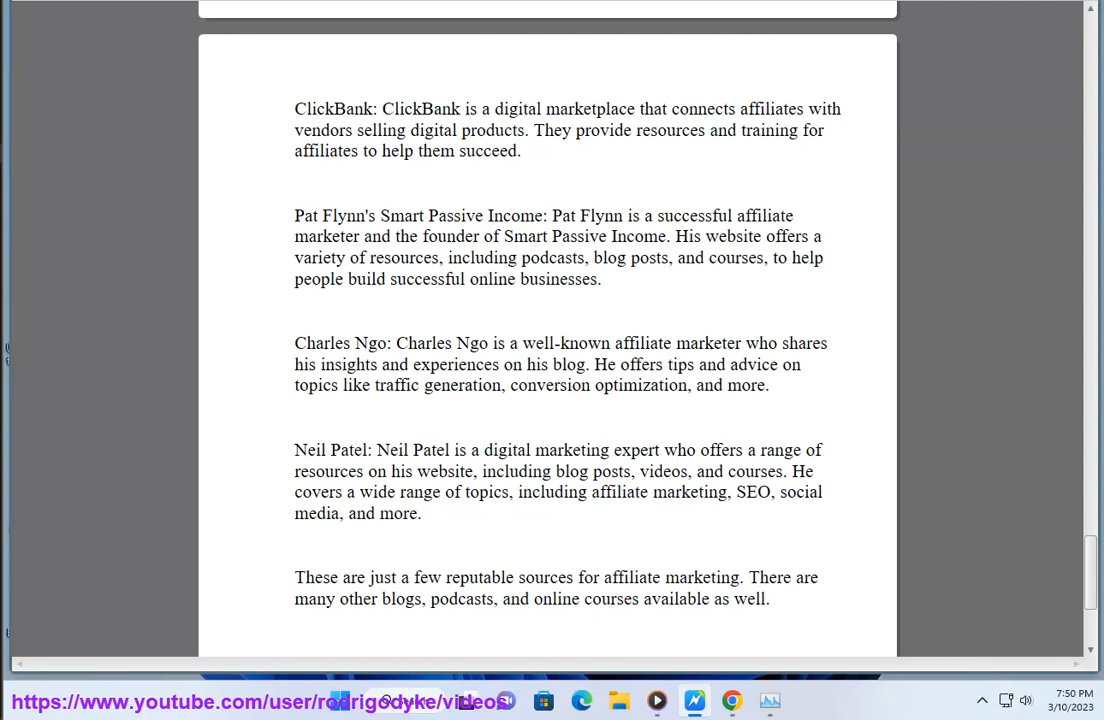 ClickBank: ClickBank is a digital marketplace that connects affiliates with
vendors selling digital products. They provide resources and training for
affiliates to help them succeed.
Pat Flynn's Smart Passive Income: Pat Flynn is a successful affiliate
marketer and the founder of Smart Passive Income. His website offers a
variety of resources, including podcasts, blog posts, and courses, to help
people build successful online businesses.
Charles Ngo: Charles Ngo is a well-known affiliate marketer who shares
his insights and experiences on his blog. He offers tips and advice on
topics like traffic generation, conversion optimization, and more.
Neil Patel: Neil Patel is a digital marketing expert who offers a range of
resources on his website, including blog posts, videos, and courses. He
covers a wide range of topics, including affiliate marketing, SEO, social
media, and more.
These are just a few reputable sources for affiliate marketing. There are
many other blogs, podcasts, and online courses available as well.
https://www.youtube.com/user/rodrigodyke/videos
7:50 PM
3/10/2023